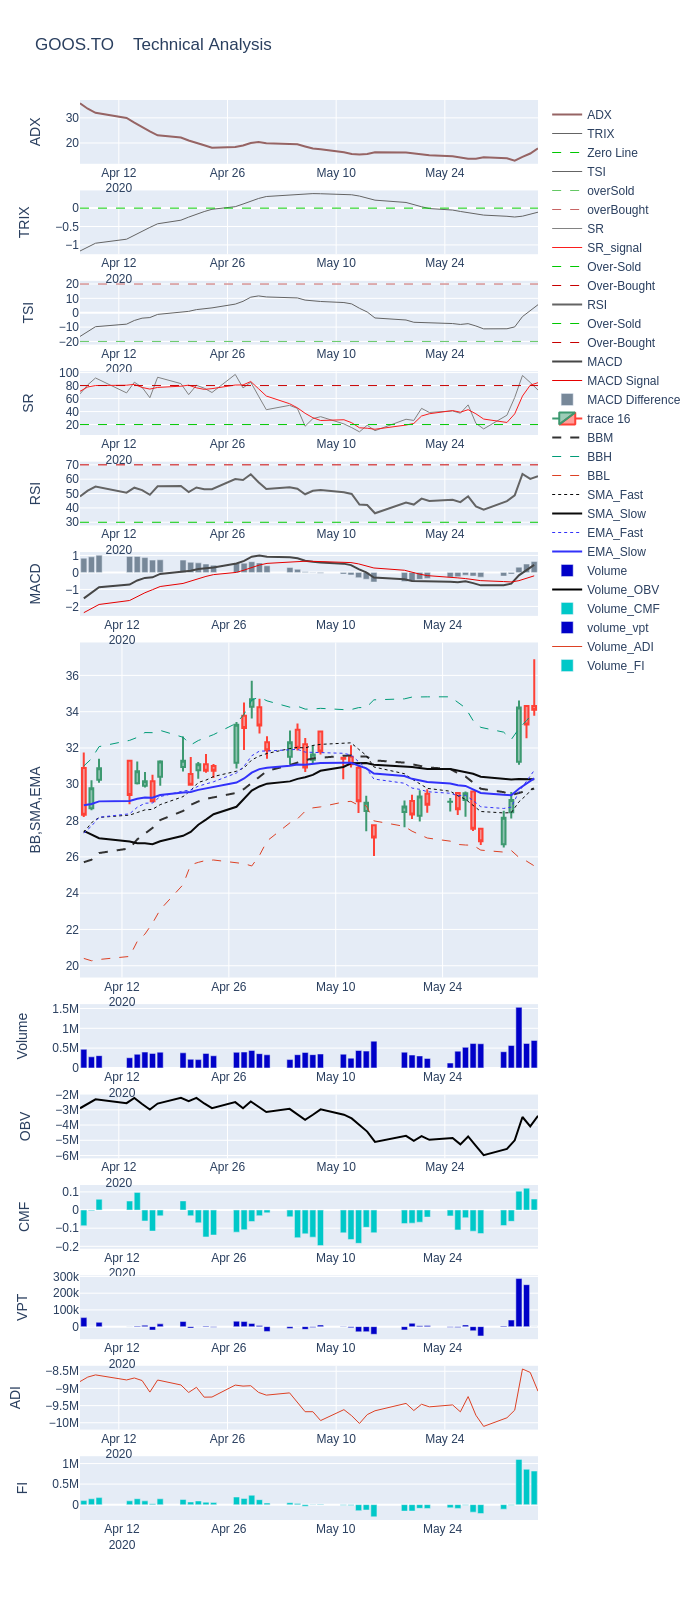 GOOS.TO    Technical Analysis
ADX
30
20
Apr 12
2020
Apr 26
May 10
May 24
TRIX
0
−0.5
−1
Apr 12
2020
Apr 26
May 10
May 24
TSI
20
10
0
−10
−20
Apr 12
2020
Apr 26
May 10
May 24
SR
100
80
60
40
20
Apr 12
2020
Apr 26
May 10
May 24
RSI
70
60
50
40
30
Apr 12
2020
Apr 26
May 10
May 24
MACD
1
0
−1
−2
Apr 12
2020
Apr 26
May 10
May 24
BB,SMA,EMA
36
34
32
30
28
26
24
22
20
Apr 12
2020
Apr 26
May 10
May 24
Volume
1.5M
1M
0.5M
0
Apr 12
2020
Apr 26
May 10
May 24
OBV
−2M
−3M
−4M
−5M
−6M
Apr 12
2020
Apr 26
May 10
May 24
CMF
0.1
0
−0.1
−0.2
Apr 12
2020
Apr 26
May 10
May 24
VPT
300k
200k
100k
0
Apr 12
2020
Apr 26
May 10
May 24
ADI
−8.5M
−9M
−9.5M
−10M
Apr 12
2020
Apr 26
May 10
May 24
FI
1M
0.5M
0
Apr 12
2020
Apr 26
May 10
May 24
ADX
TRIX
Zero Line
TSI
overSold
overBought
SR
SR_signal
Over-Sold
Over-Bought
RSI
Over-Sold
Over-Bought
MACD
MACD Signal
MACD Difference
trace 16
BBM
BBH
BBL
SMA_Fast
SMA_Slow
EMA_Fast
EMA_Slow
Volume
Volume_OBV
Volume_CMF
volume_vpt
Volume_ADI
Volume_FI